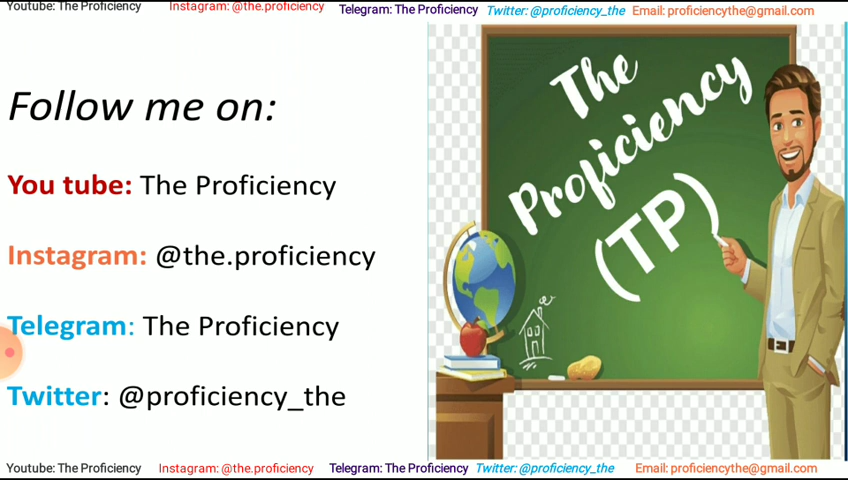 Youtube: The Proficiency Instagram: @the.proficiency Telegram: The Proficiency Twitter: @proficiency_the Email: proficiencythe@gmail.com
Follow me on:
You tube: The Proficiency
Instagram: @the.proficiency
Telegram: The Proficiency
Twitter: @proficiency_the
The
Proficiency
(TP)
Youtube: The Proficiency Instagram: @the.proficiency Telegram: The Proficiency Twitter: @proficiency_the Email: proficiencythe@gmail.com